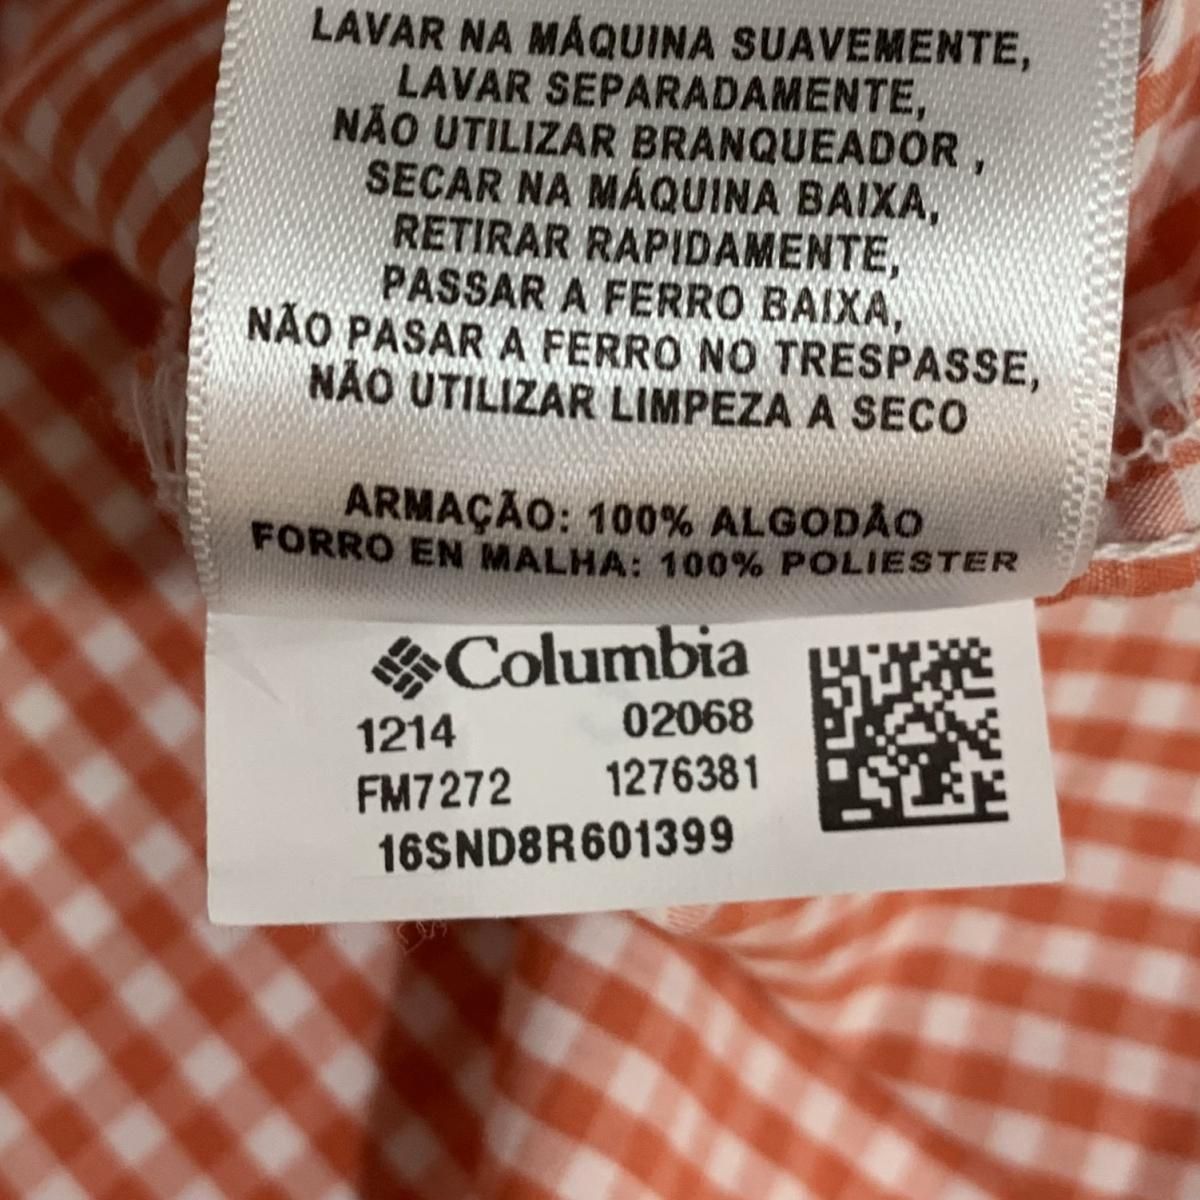 LAVAR NA MÁQUINA SUAVEMENTE,
LAVAR SEPARADAMENTE,
NÃO UTILIZAR BRANQUEADOR ,
SECAR NA MÁQUINA BAIXA,
RETIRAR RAPIDAMENTE,
PASSAR A FERRO BAIXA,
NÃO PASAR A FERRO NO TRESPASSE,
NÃO UTILIZAR LIMPEZA A SECO
ARMAÇÃO: 100% ALGODÃO
FORRO EN MALHA: 100% POLIESTER
Columbia
1214 02068
FM7272 1276381
16SND8R601399